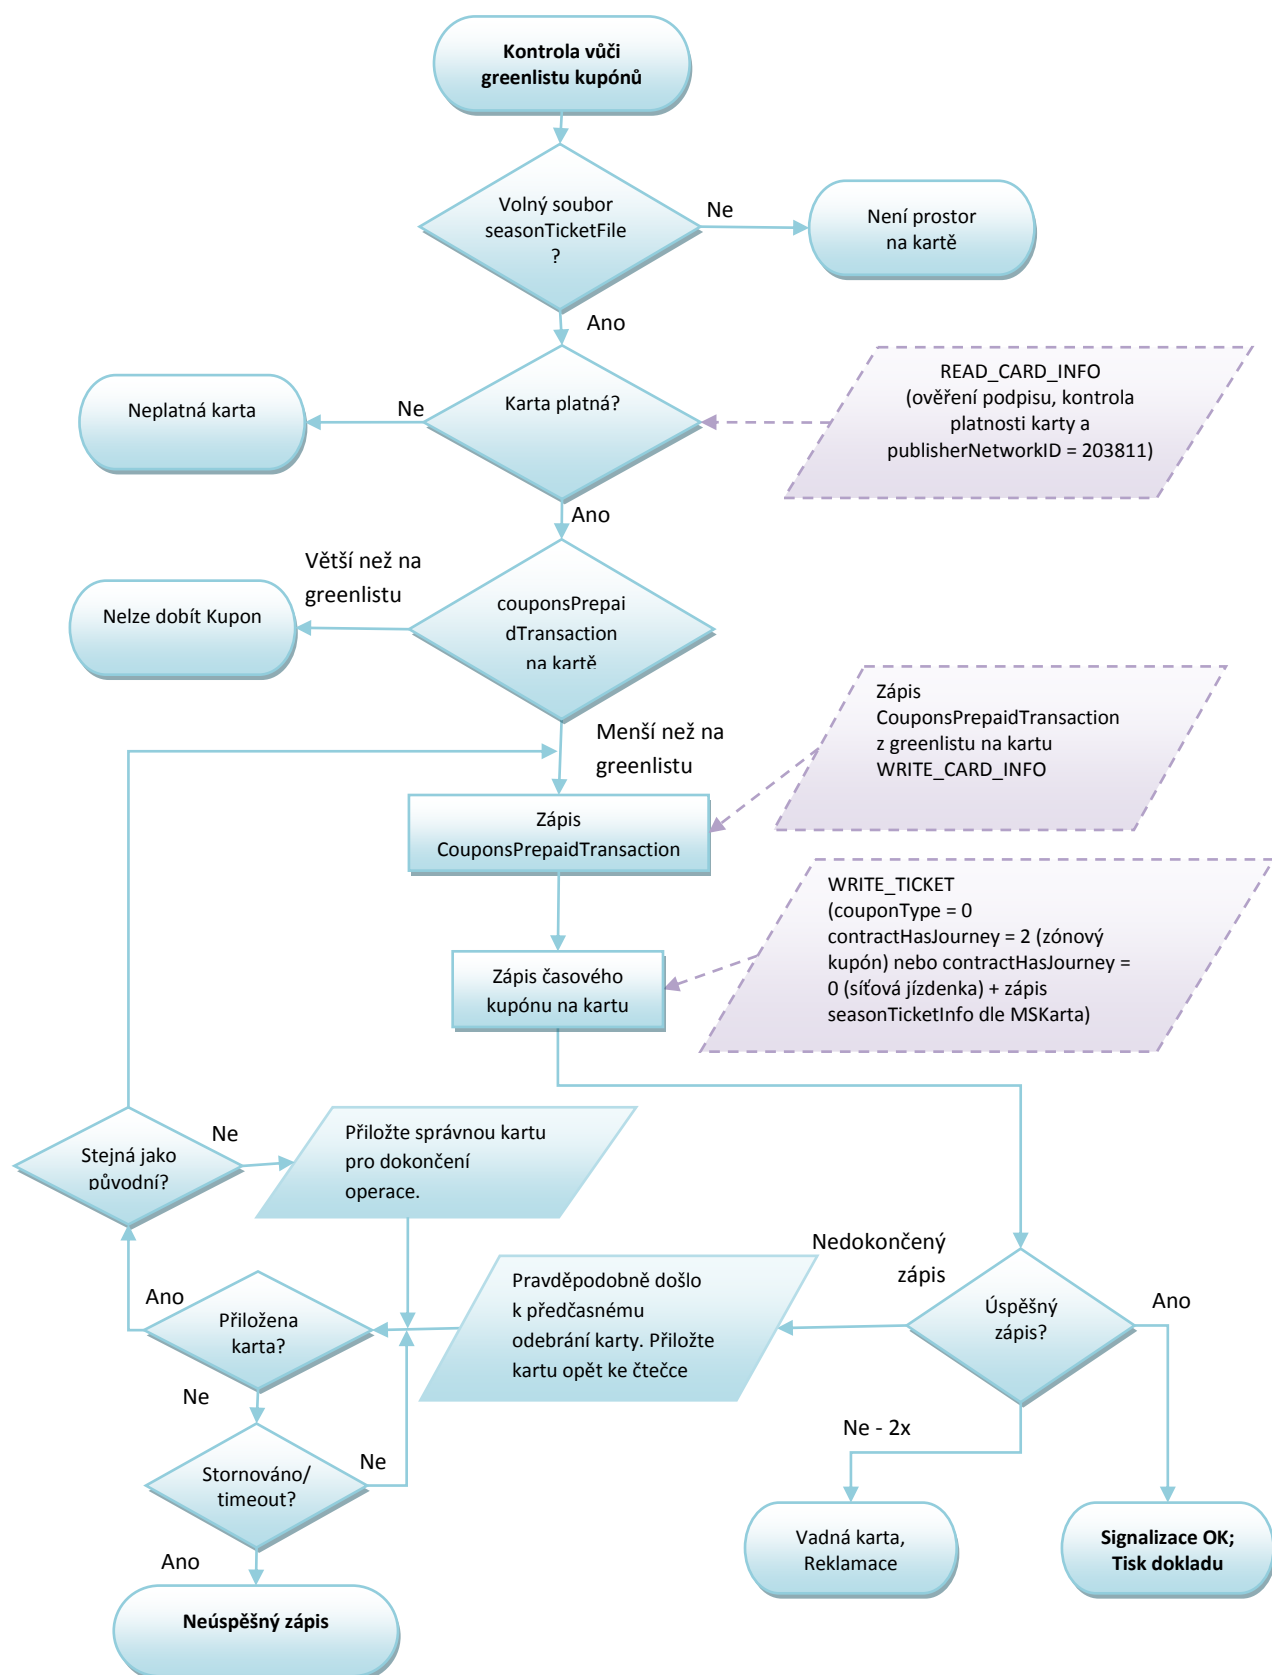 Kontrola vůči
greenlistu kupónů
Volný soubor
seasonTicketFile
?
Ne
Není prostor
na kartě
Ano
READ_CARD_INFO
(ověření podpisu, kontrola
platnosti karty a
publisherNetworkID = 203811)
Karta platná?
Ne
Neplatná karta
Ano
Větší než na
greenlistu
Nelze dobít Kupon
couponsPrepai
dTransaction
na kartě
Menší než na
greenlistu
Zápis
CouponsPrepaidTransaction
z greenlistu na kartu
WRITE_CARD_INFO
Zápis
CouponsPrepaidTransaction
WRITE_TICKET
(couponType = 0
contractHasJourney = 2 (zónový
kupón) nebo contractHasJourney =
0 (síťová jízdenka) + zápis
seasonTicketInfo dle MSKarta)
Zápis časového
kupónu na kartu
Stejná jako
původní?
Ne
Přiložte správnou kartu
pro dokončení
operace.
Nedokončený
zápis
Pravděpodobně došlo
k předčasnému
odebrání karty. Přiložte
kartu opět ke čtečce
Úspěšný
zápis?
Ano
Ano
Přiložena
karta?
Ne
Ne - 2x
Stornováno/
timeout?
Ne
Ano
Vadná karta,
Reklamace
Signalizace OK;
Tisk dokladu
Neúspěšný zápis